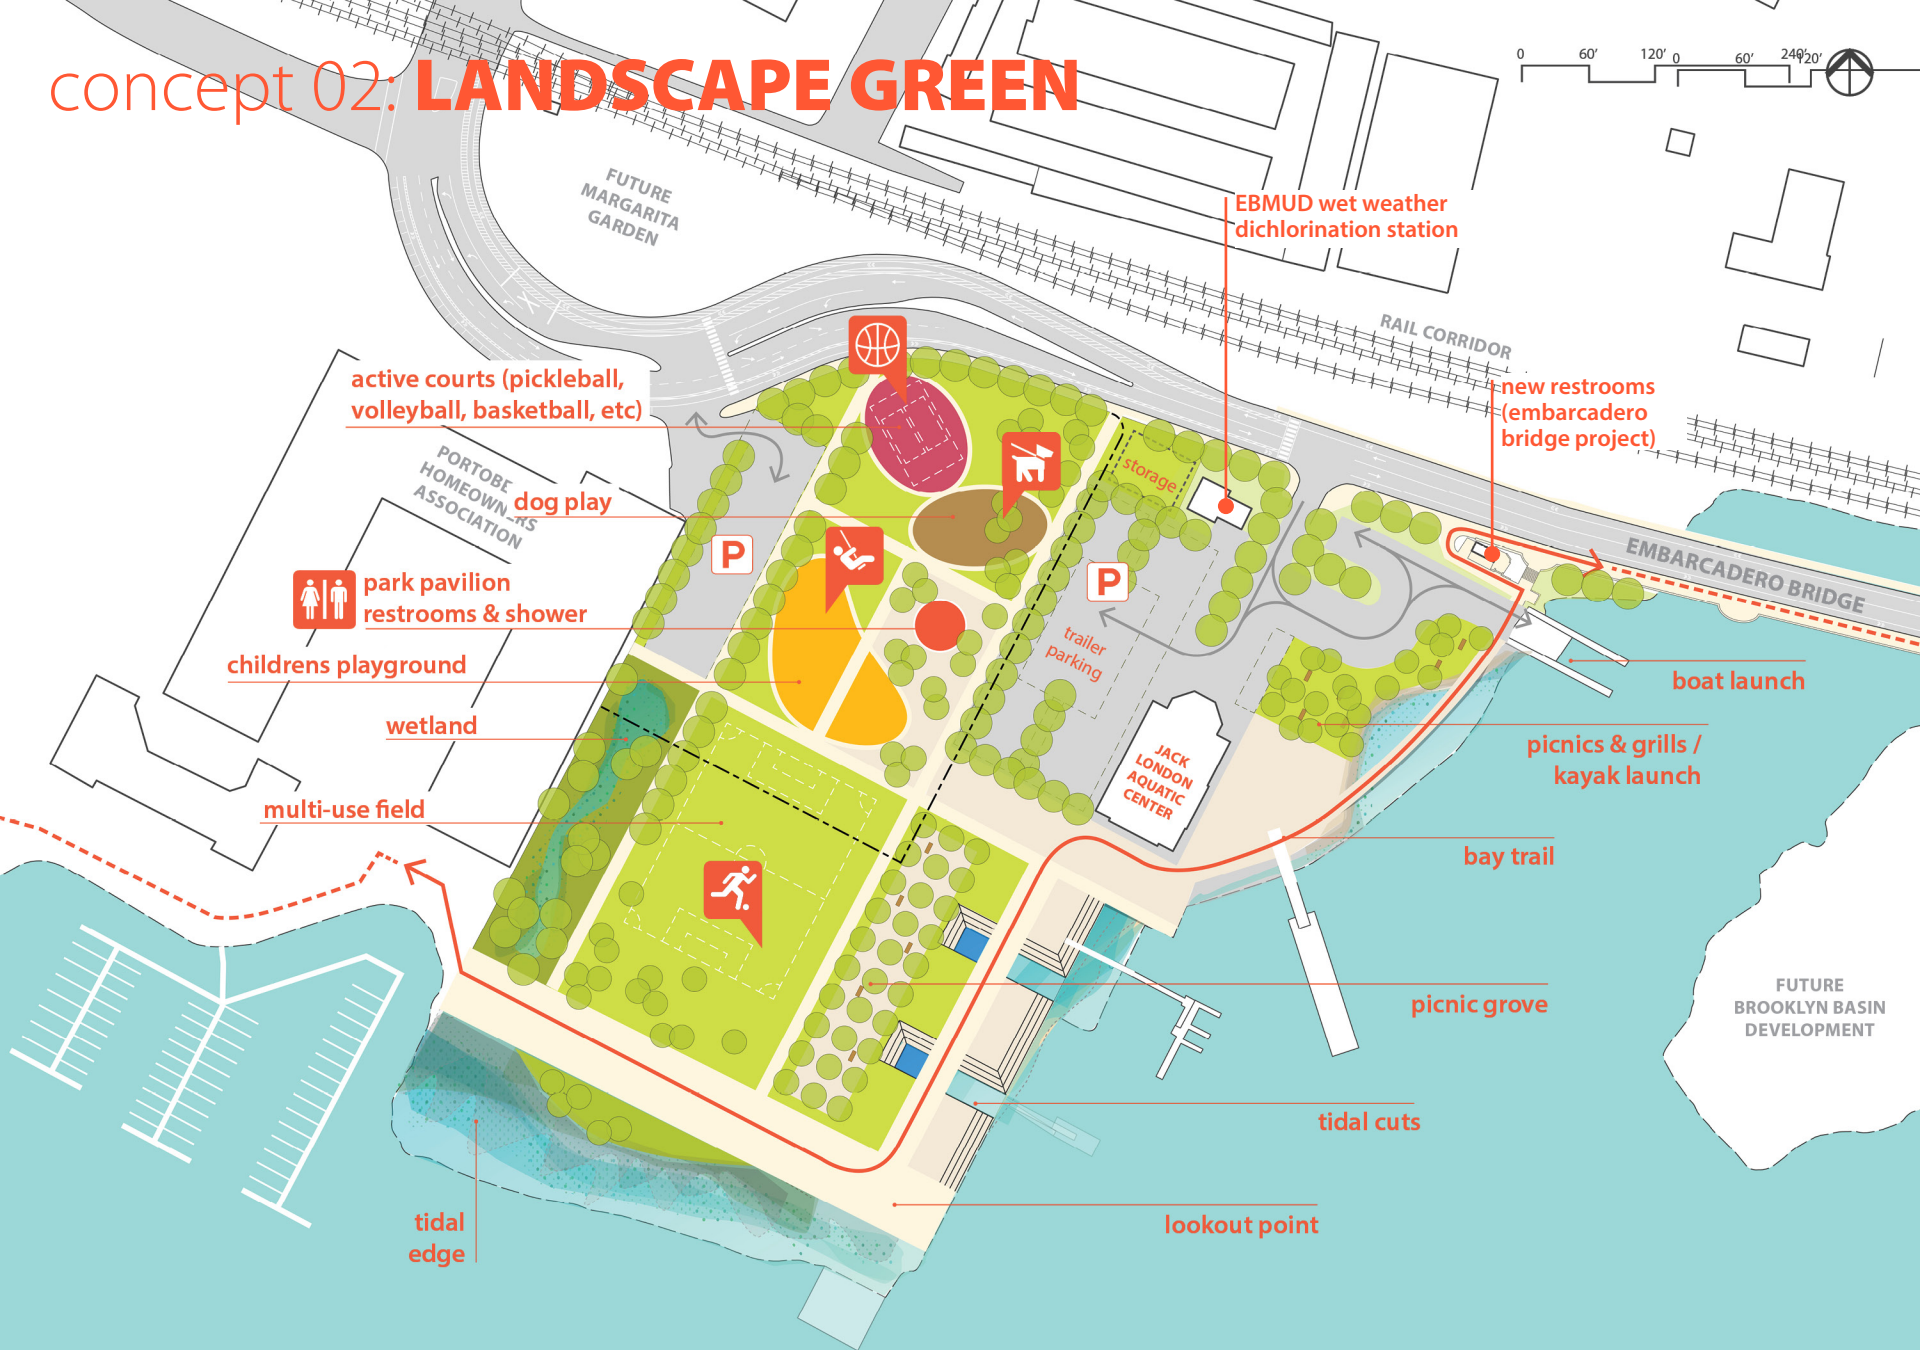 concept 02: LANDSCAPE GREEN
0 60' 120' 240'
0 60' 120'
FUTURE
MARGARITA
GARDEN
EBMUD wet weather
dichlorination station
RAIL CORRIDOR
active courts (pickleball,
volleyball, basketball, etc)
new restrooms
(embarcadero
bridge project)
PORTOBE
HOMEOWNERS
ASSOCIATION
storage
dog play
P
P
EMBARCADERO BRIDGE
park pavilion
restrooms & shower
trailer
parking
childrens playground
boat launch
wetland
picnics & grills /
kayak launch
JACK
LONDON
AQUATIC
CENTER
multi-use field
bay trail
picnic grove
FUTURE
BROOKLYN BASIN
DEVELOPMENT
tidal cuts
tidal
edge
lookout point